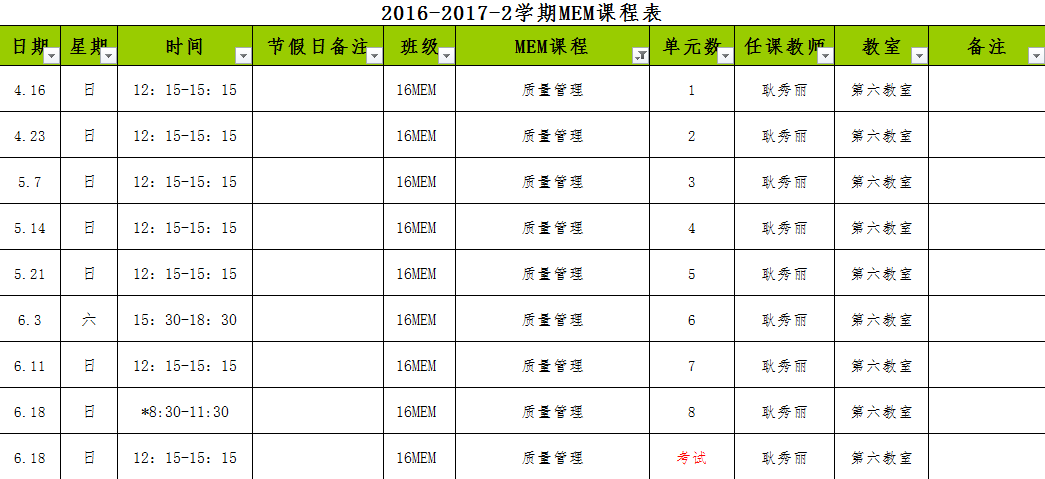 2016-2017-2学期MEM课程表
日期 星期 时间 节假日备注 班级 MEM课程 单元数 任课教师 教室 备注
4.16 日 12：15-15：15 16MEM 质量管理 1 耿秀丽 第六教室
4.23 日 12：15-15：15 16MEM 质量管理 2 耿秀丽 第六教室
5.7 日 12：15-15：15 16MEM 质量管理 3 耿秀丽 第六教室
5.14 日 12：15-15：15 16MEM 质量管理 4 耿秀丽 第六教室
5.21 日 12：15-15：15 16MEM 质量管理 5 耿秀丽 第六教室
6.3 六 15：30-18：30 16MEM 质量管理 6 耿秀丽 第六教室
6.11 日 12：15-15：15 16MEM 质量管理 7 耿秀丽 第六教室
6.18 日 *8:30-11:30 16MEM 质量管理 8 耿秀丽 第六教室
6.18 日 12：15-15：15 16MEM 质量管理 考试 耿秀丽 第六教室